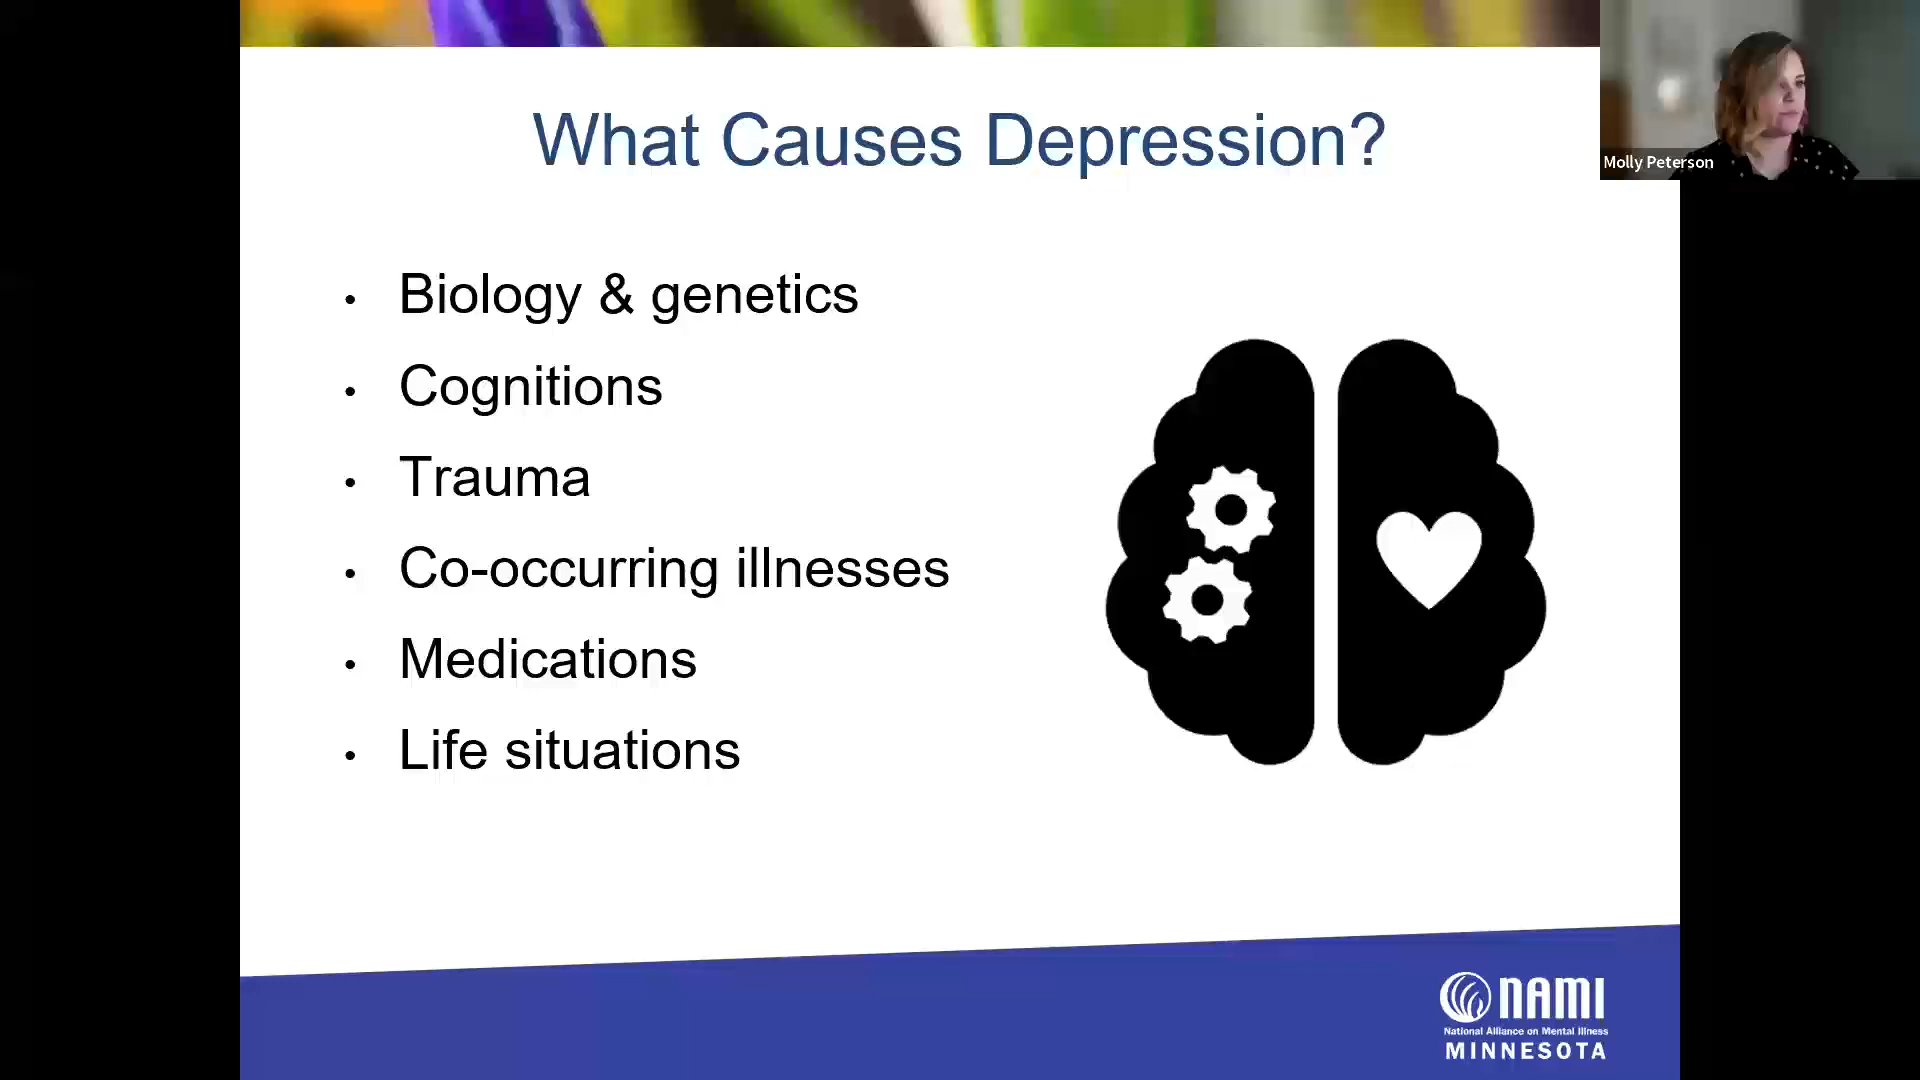 What Causes Depression?
Molly Peterson
• Biology & genetics
• Cognitions
• Trauma
• Co-occurring illnesses
• Medications
• Life situations
NAMI
National Alliance on Mental Illness
MINNESOTA